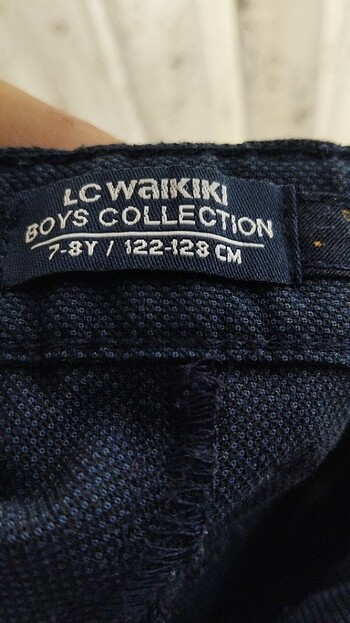 LC WAIKIKI
BOYS COLLECTION
7-8Y / 122-128 CM